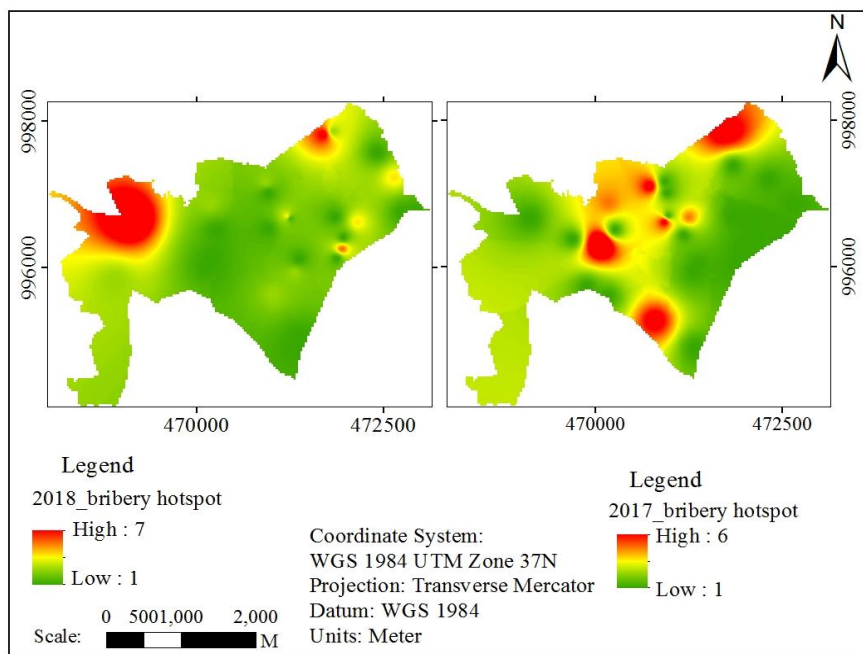 N
998000
996000
470000
472500
470000
472500
998000
996000
Legend
2018_bribery hotspot
High : 7
Low : 1
Scale:
0 5001,000 2,000
M
Coordinate System:
WGS 1984 UTM Zone 37N
Projection: Transverse Mercator
Datum: WGS 1984
Units: Meter
Legend
2017_bribery hotspot
High : 6
Low : 1